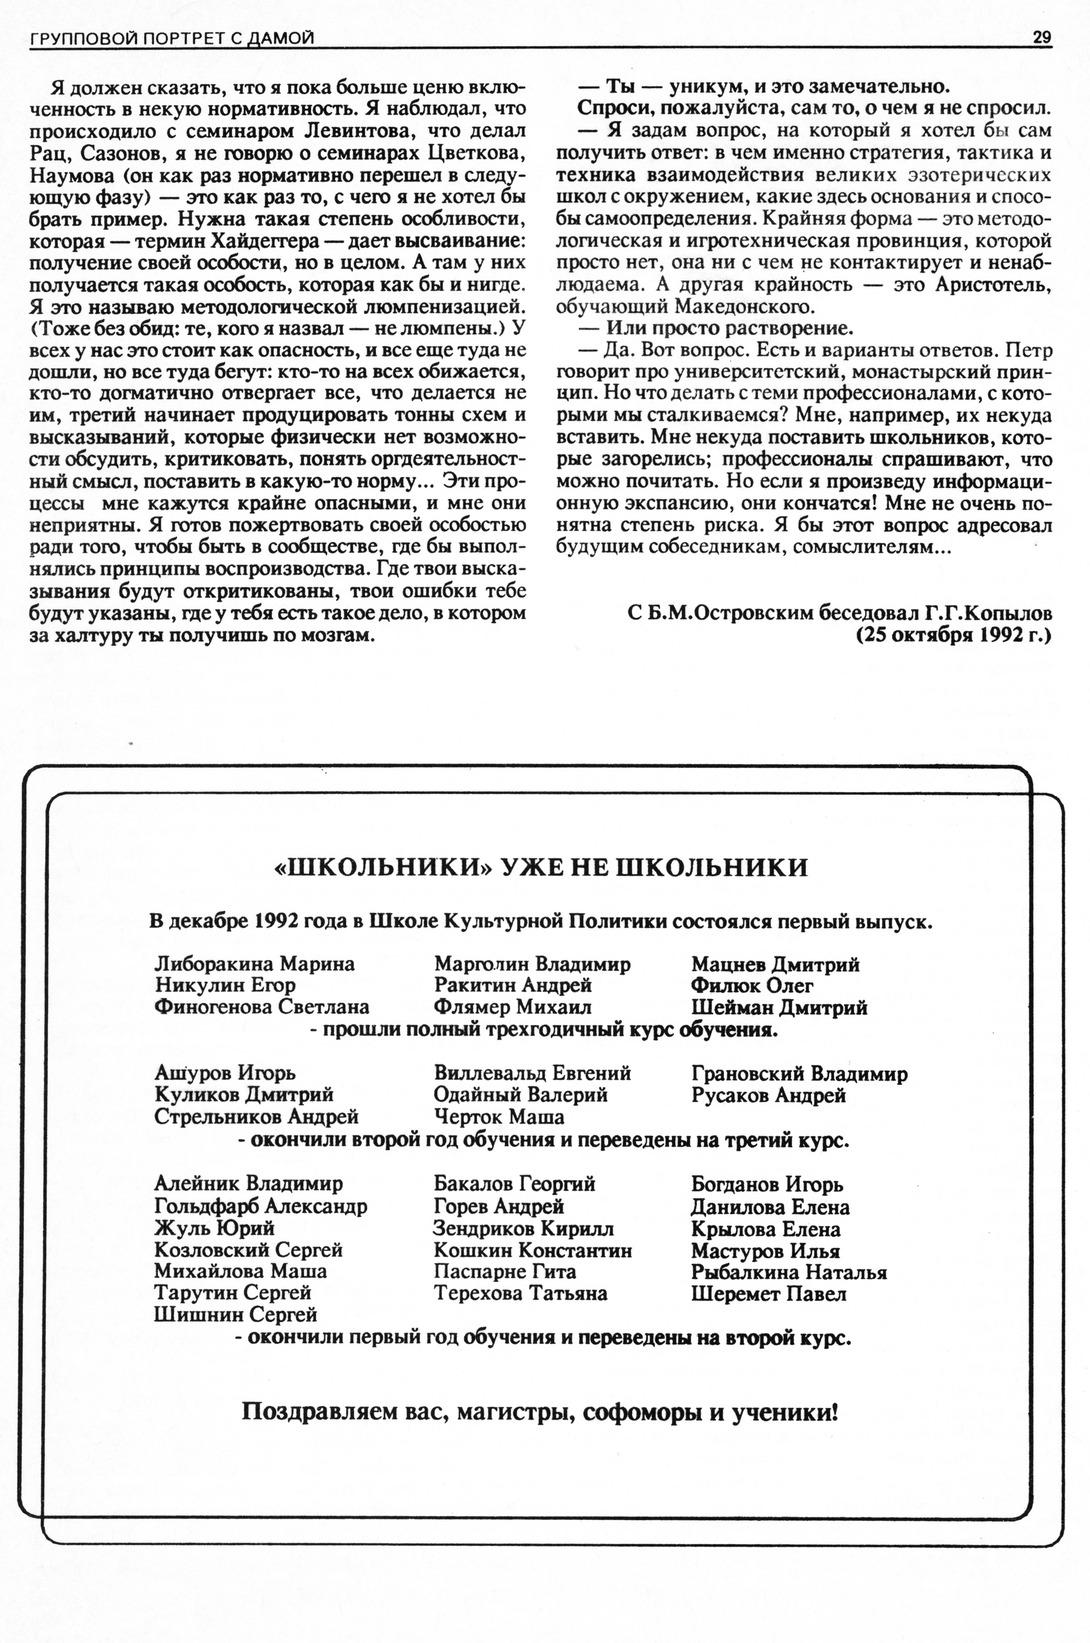 ГРУППОВОЙ ПОРТРЕТ С ДАМОЙ
29
Я должен сказать, что я пока больше ценю вклю-
ченность в некую нормативность. Я наблюдал, что
происходило с семинаром Левинтова, что делал
Рац, Сазонов, я не говорю о семинарах Цветкова,
Наумова (он как раз нормативно перешел в следу-
ющую фазу) — это как раз то, с чего я не хотел бы
брать пример. Нужна такая степень особливости,
которая — термин Хайдеггера — дает высваивание:
получение своей особости, но в целом. А там у них
получается такая особость, которая как бы и нигде.
Я это называю методологической люмпенизацией.
(Тоже без обид: те, кого я назвал — не люмпены.) У
всех у нас это стоит как опасность, и все еще туда не
дошли, но все туда бегут: кто-то на всех обижается,
кто-то догматично отвергает все, что делается не
им, третий начинает продуцировать тонны схем и
высказываний, которые физически нет возможно-
сти обсудить, критиковать, понять оргдеятельност-
ный смысл, поставить в какую-то норму... Эти про-
цессы мне кажутся крайне опасными, и мне они
неприятны. Я готов пожертвовать своей особостью
ради того, чтобы быть в сообществе, где бы выпол-
нялись принципы воспроизводства. Где твои выска-
зывания будут откритикованы, твои ошибки тебе
будут указаны, где у тебя есть такое дело, в котором
за халтуру ты получишь по мозгам.
— Ты — уникум, и это замечательно.
Спроси, пожалуйста, сам то, о чем я не спросил.
— Я задам вопрос, на который я хотел бы сам
получить ответ: в чем именно стратегия, тактика и
техника взаимодействия великих эзотерических
школ с окружением, какие здесь основания и спосо-
бы самоопределения. Крайняя форма — это методо-
логическая и игротехническая провинция, которой
просто нет, она ни с чем не контактирует и ненаб-
людаема. А другая крайность — это Аристотель,
обучающий Македонского.
— Или просто растворение.
— Да. Вот вопрос. Есть и варианты ответов. Петр
говорит про университетский, монастырский прин-
цип. Но что делать с теми профессионалами, с кото-
рыми мы сталкиваемся? Мне, например, их некуда
вставить. Мне некуда поставить школьников, кото-
рые загорелись; профессионалы спрашивают, что
можно почитать. Но если я произведу информаци-
онную экспансию, они кончатся! Мне не очень по-
нятна степень риска. Я бы этот вопрос адресовал
будущим собеседникам, сомыслителям...
С Б.М.Островским беседовал Г.Г.Копылов
(25 октября 1992 г.)
«ШКОЛЬНИКИ» УЖЕ НЕ ШКОЛЬНИКИ
В декабре 1992 года в Школе Культурной Политики состоялся первый выпуск.
Либоракина Марина Марголин Владимир Мацнев Дмитрий
Никулин Егор Ракитин Андрей Филюк Олег
Финогенова Светлана Флямер Михаил Шейман Дмитрий
- прошли полный трехгодичный курс обучения.
Ашуров Игорь Виллевальд Евгений Грановский Владимир
Куликов Дмитрий Одайный Валерий Русаков Андрей
Стрельников Андрей Черток Маша
- окончили второй год обучения и переведены на третий курс.
Алейник Владимир Бакалов Георгий Богданов Игорь
Гольдфарб Александр Горев Андрей Данилова Елена
Жуль Юрий Зендриков Кирилл Крылова Елена
Козловский Сергей Кошкин Константин Мастуров Илья
Михайлова Маша Паспарне Гита Рыбалкина Наталья
Тарутин Сергей Терехова Татьяна Шеремет Павел
Шишнин Сергей
- окончили первый год обучения и переведены на второй курс.
Поздравляем вас, магистры, софоморы и ученики!